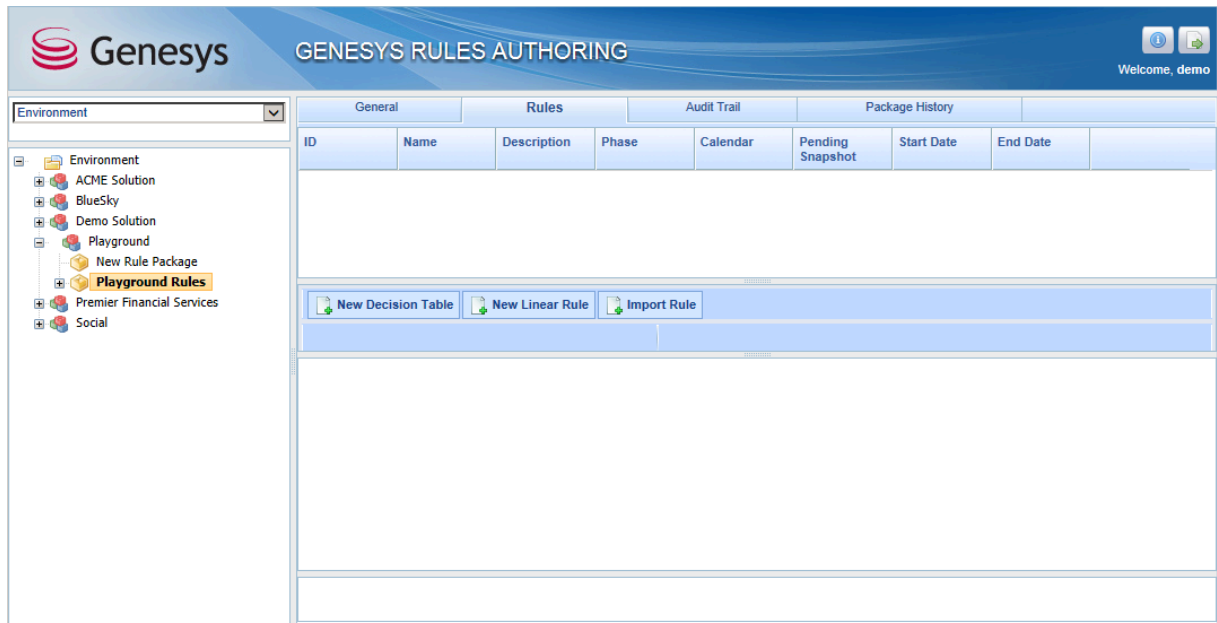 Genesys
GENESYS RULES AUTHORING
Welcome, demo
Environment
General Rules Audit Trail Package History
ID Name Description Phase Calendar Pending Snapshot Start Date End Date
Environment
ACME Solution
BlueSky
Demo Solution
Playground
New Rule Package
Playground Rules
Premier Financial Services
Social
New Decision Table New Linear Rule Import Rule